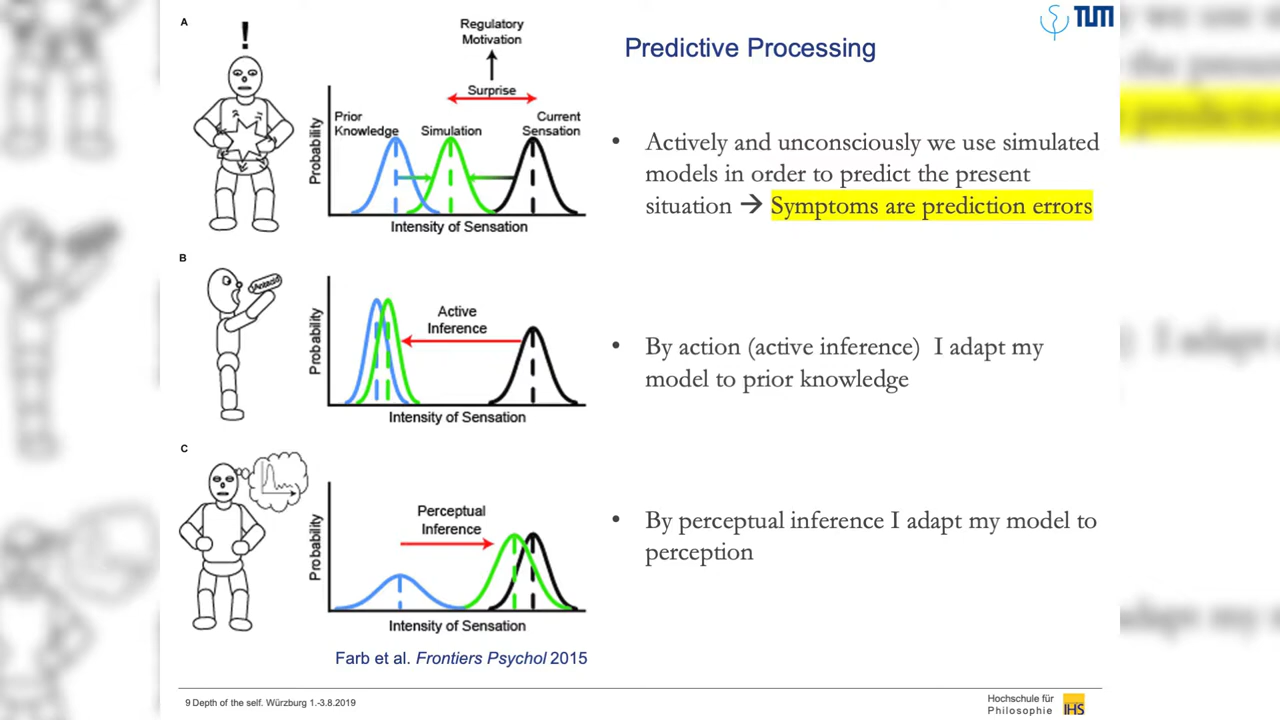 A
!
Regulatory
Motivation
Surprise
Prior
Knowledge
Simulation
Current
Sensation
Probability
Intensity of Sensation
TUM
Predictive Processing
• Actively and unconsciously we use simulated
models in order to predict the present
situation → Symptoms are prediction errors
B
Antacid
Active
Inference
Probability
Intensity of Sensation
• By action (active inference) I adapt my
model to prior knowledge
C
Perceptual
Inference
Probability
Intensity of Sensation
• By perceptual inference I adapt my model to
perception
Farb et al. Frontiers Psychol 2015
9 Depth of the self. Würzburg 1.-3.8.2019
Hochschule für
Philosophie
IHS